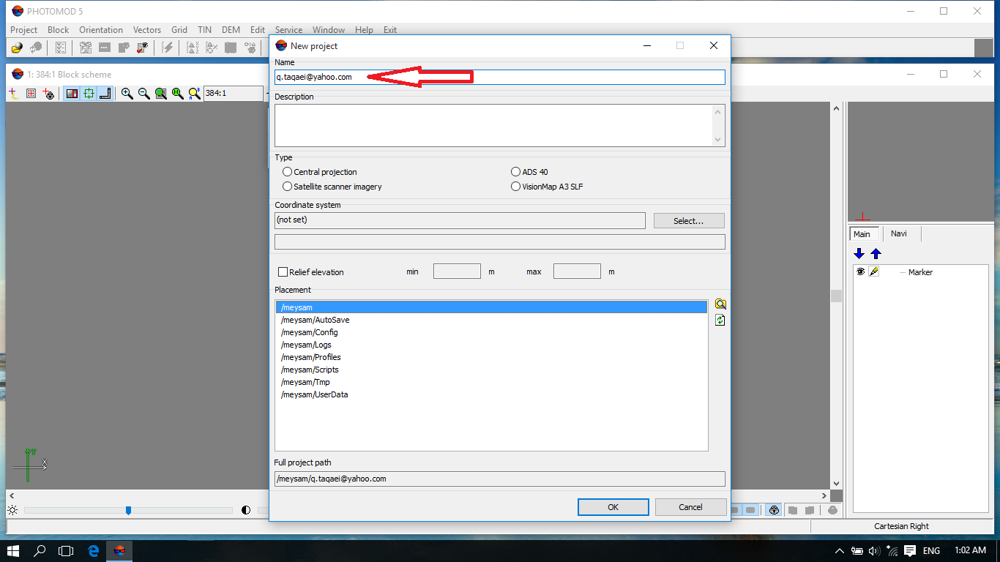 PHOTOMOD 5
Project Block Orientation Vectors Grid TIN DEM Edit Service Window Help Exit
New project
Name
q.taqaei@yahoo.com
1: 384:1 Block scheme
384:1
Description
Type
Central projection
ADS 40
Satellite scanner imagery
VisionMap A3 SLF
Coordinate system
(not set)
Select...
Relief elevation min m max m
Placement
/meysam
/meysam/AutoSave
/meysam/Config
/meysam/Logs
/meysam/Profiles
/meysam/Scripts
/meysam/Tmp
/meysam/UserData
Full project path
/meysam/q.taqaei@yahoo.com
OK Cancel
Main Navi
Marker
Y
X
Cartesian Right
ENG 1:02 AM